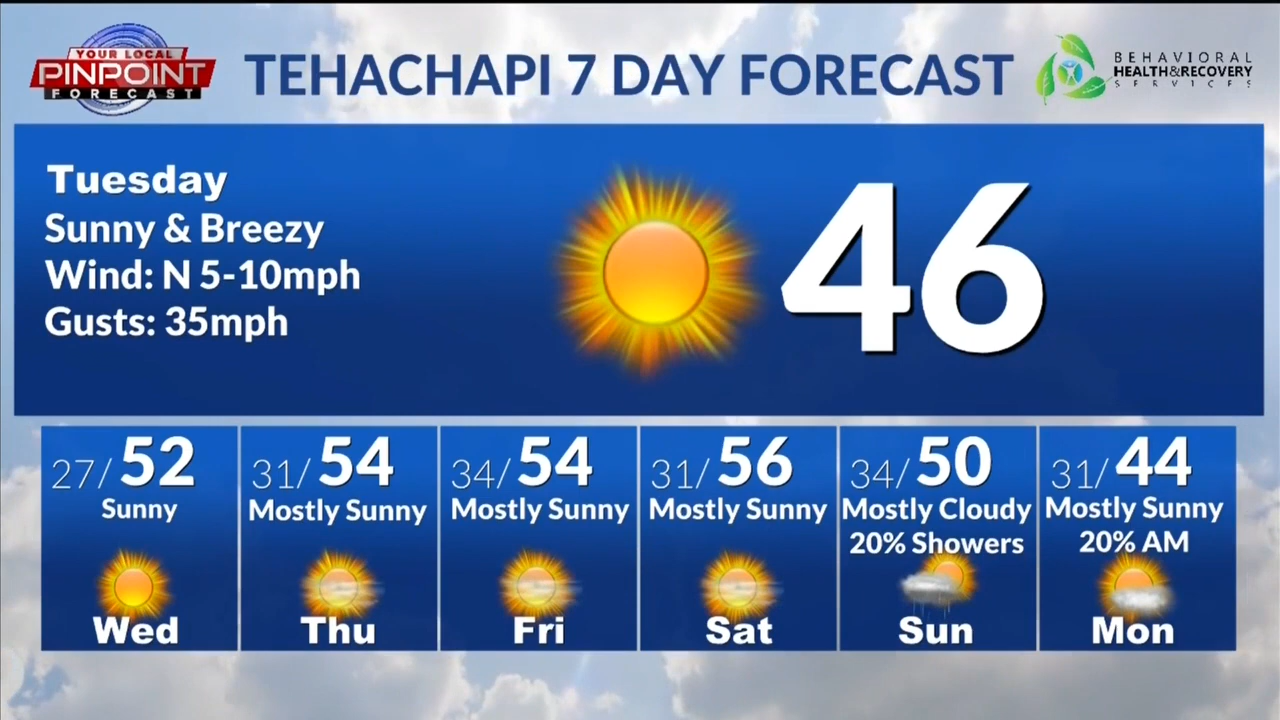 YOUR LOCAL
PINPOINT
FORECAST
TEHACHAPI 7 DAY FORECAST
BEHAVIORAL
HEALTH&RECOVERY
SERVICES
Tuesday
Sunny & Breezy
Wind: N 5-10mph
Gusts: 35mph
46
27/52
Sunny
Wed
31/54
Mostly Sunny
Thu
34/54
Mostly Sunny
Fri
31/56
Mostly Sunny
Sat
34/50
Mostly Cloudy
20% Showers
Sun
31/44
Mostly Sunny
20% AM
Mon